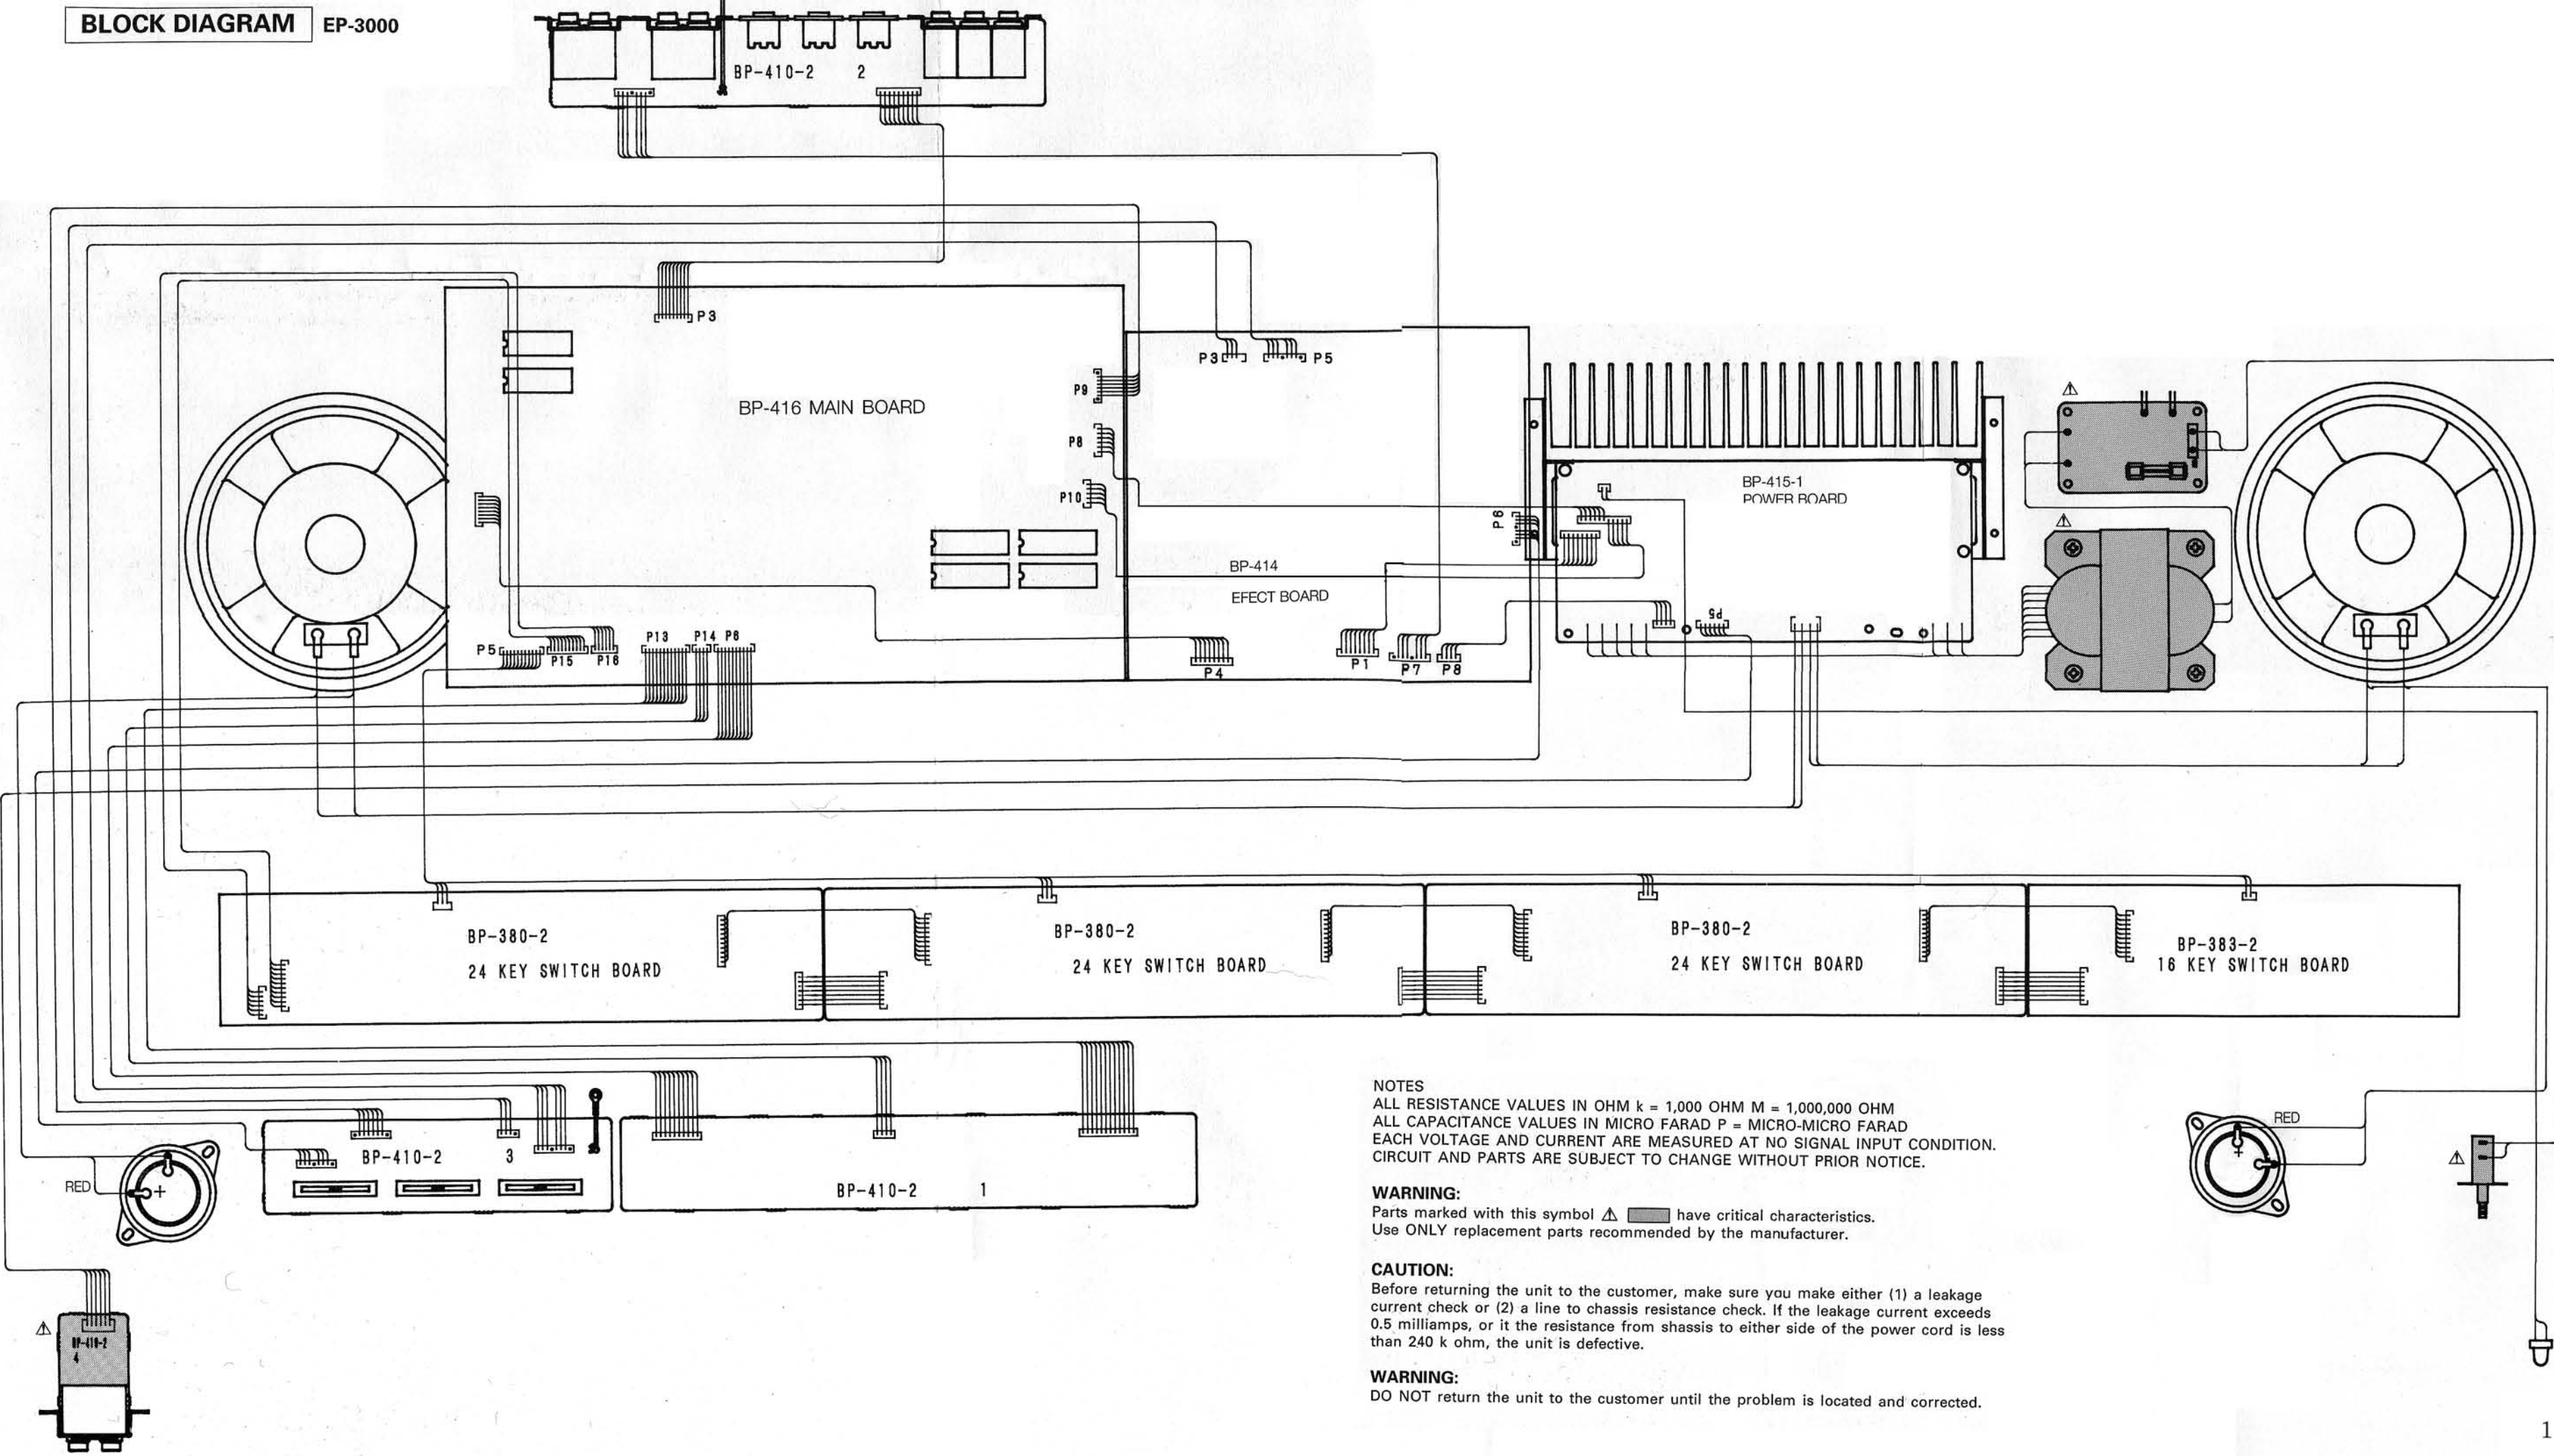 BLOCK DIAGRAM EP-3000
BP-410-2 2
P3
P3
P5
P9
BP-416 MAIN BOARD
P8
BP-415-1
POWER BOARD
P10
P6
BP-414
EFECT BOARD
P5
P5
P15
P16
P13
P14
P6
P4
P1
P7
P8
BP-380-2
24 KEY SWITCH BOARD
BP-380-2
24 KEY SWITCH BOARD
BP-380-2
24 KEY SWITCH BOARD
BP-383-2
16 KEY SWITCH BOARD
RED
BP-410-2 3
BP-410-2 1
RED
BP-410-2
4
NOTES
ALL RESISTANCE VALUES IN OHM k = 1,000 OHM M = 1,000,000 OHM
ALL CAPACITANCE VALUES IN MICRO FARAD P = MICRO-MICRO FARAD
EACH VOLTAGE AND CURRENT ARE MEASURED AT NO SIGNAL INPUT CONDITION.
CIRCUIT AND PARTS ARE SUBJECT TO CHANGE WITHOUT PRIOR NOTICE.
WARNING:
Parts marked with this symbol ⚠ have critical characteristics.
Use ONLY replacement parts recommended by the manufacturer.
CAUTION:
Before returning the unit to the customer, make sure you make either (1) a leakage
current check or (2) a line to chassis resistance check. If the leakage current exceeds
0.5 milliamps, or it the resistance from shassis to either side of the power cord is less
than 240 k ohm, the unit is defective.
WARNING:
DO NOT return the unit to the customer until the problem is located and corrected.
1